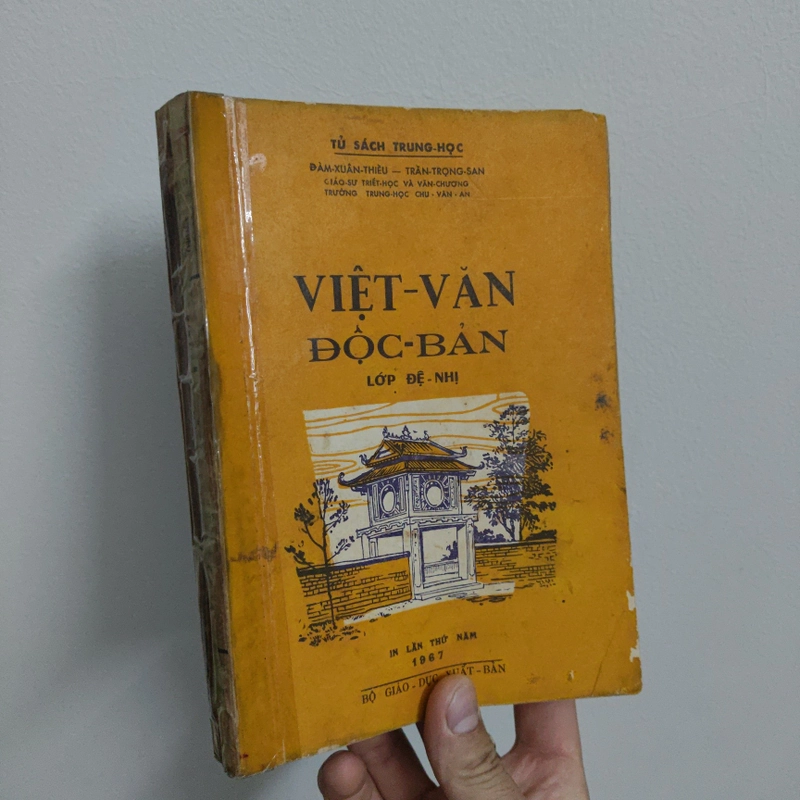 TỦ SÁCH TRUNG-HỌC
ĐÀM-XUÂN-THIỀU — TRẦN-TRỌNG-SAN
GIÁO-SƯ TRIẾT-HỌC VÀ VĂN-CHƯƠNG
TRƯỜNG TRUNG-HỌC CHU-VĂN-AN
VIỆT-VĂN
ĐỘC-BẢN
LỚP ĐỆ-NHỊ
IN LẦN THỨ NĂM
1967
BỘ GIÁO-DỤC XUẤT-BẢN